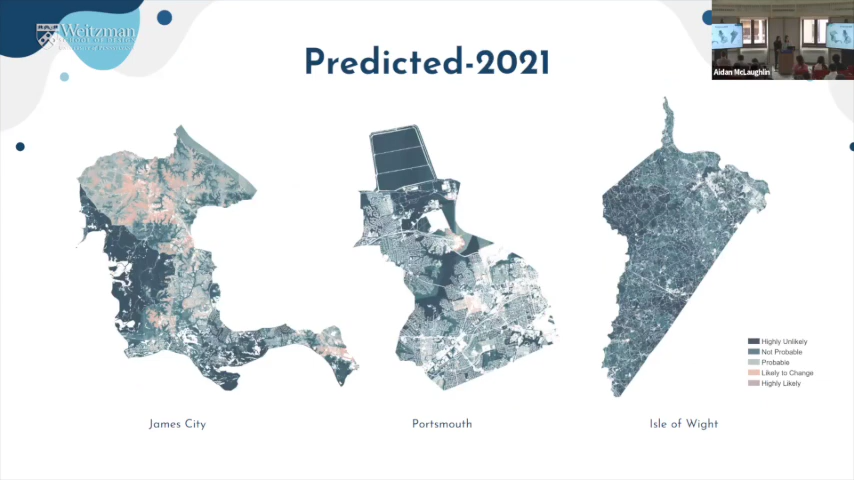 Weitzman
Predicted-2021
Aidan McLaughlin
Highly Unlikely
Not Probable
Probable
Likely to Change
Highly Likely
James City
Portsmouth
Isle of Wight